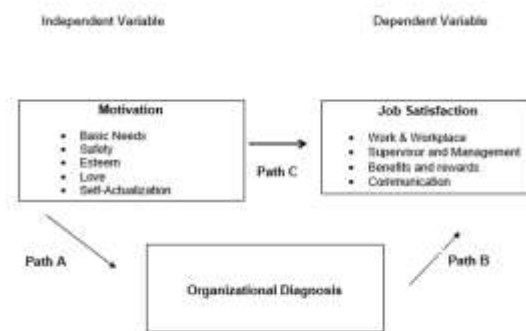 Independent Variable
Dependent Variable
Motivation
• Basic Needs
• Safety
• Esteem
• Love
• Self-Actualization
Path C
Job Satisfaction
• Work & Workplace
• Supervisor and Management
• Benefits and rewards
• Communication
Path A
Organizational Diagnosis
Path B